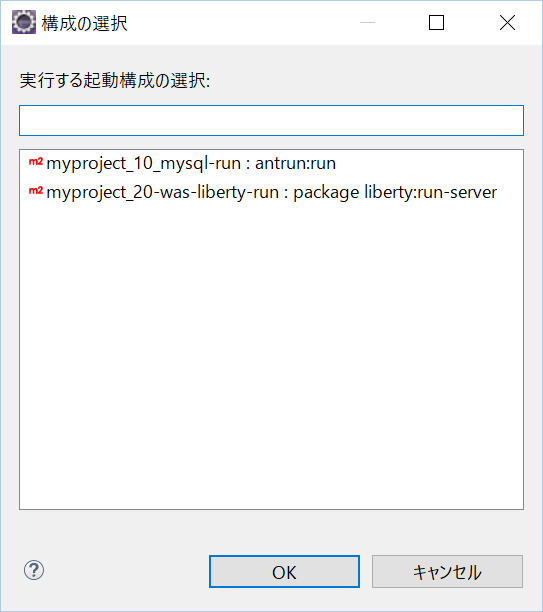 構成の選択
実行する起動構成の選択:
m2 myproject_10_mysql-run : antrun:run
m2 myproject_20-was-liberty-run : package liberty:run-server
?
OK
キャンセル